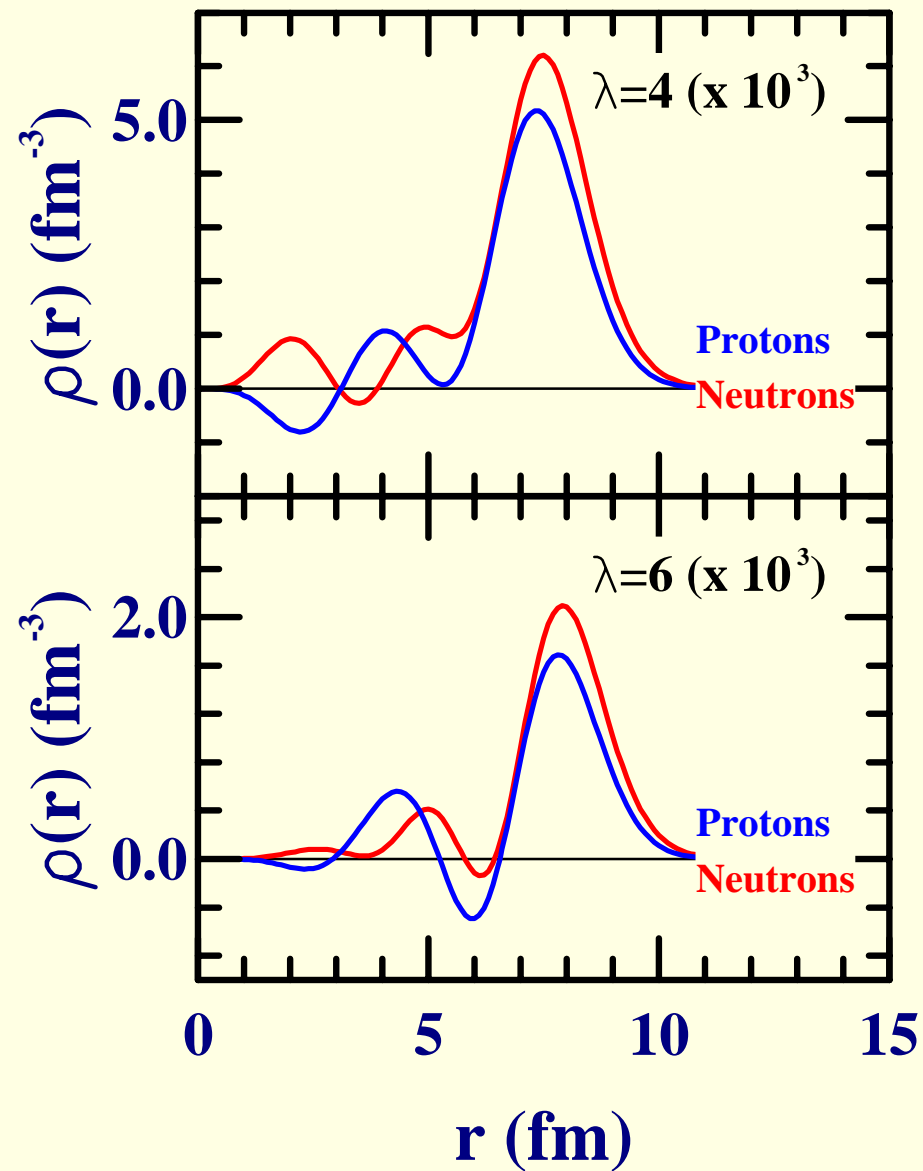 λ=4 (x 10³)
5.0
ρ(r) (fm⁻³)
Protons
0.0
Neutrons
λ=6 (x 10³)
2.0
ρ(r) (fm⁻³)
Protons
0.0
Neutrons
0 5 10 15
r (fm)